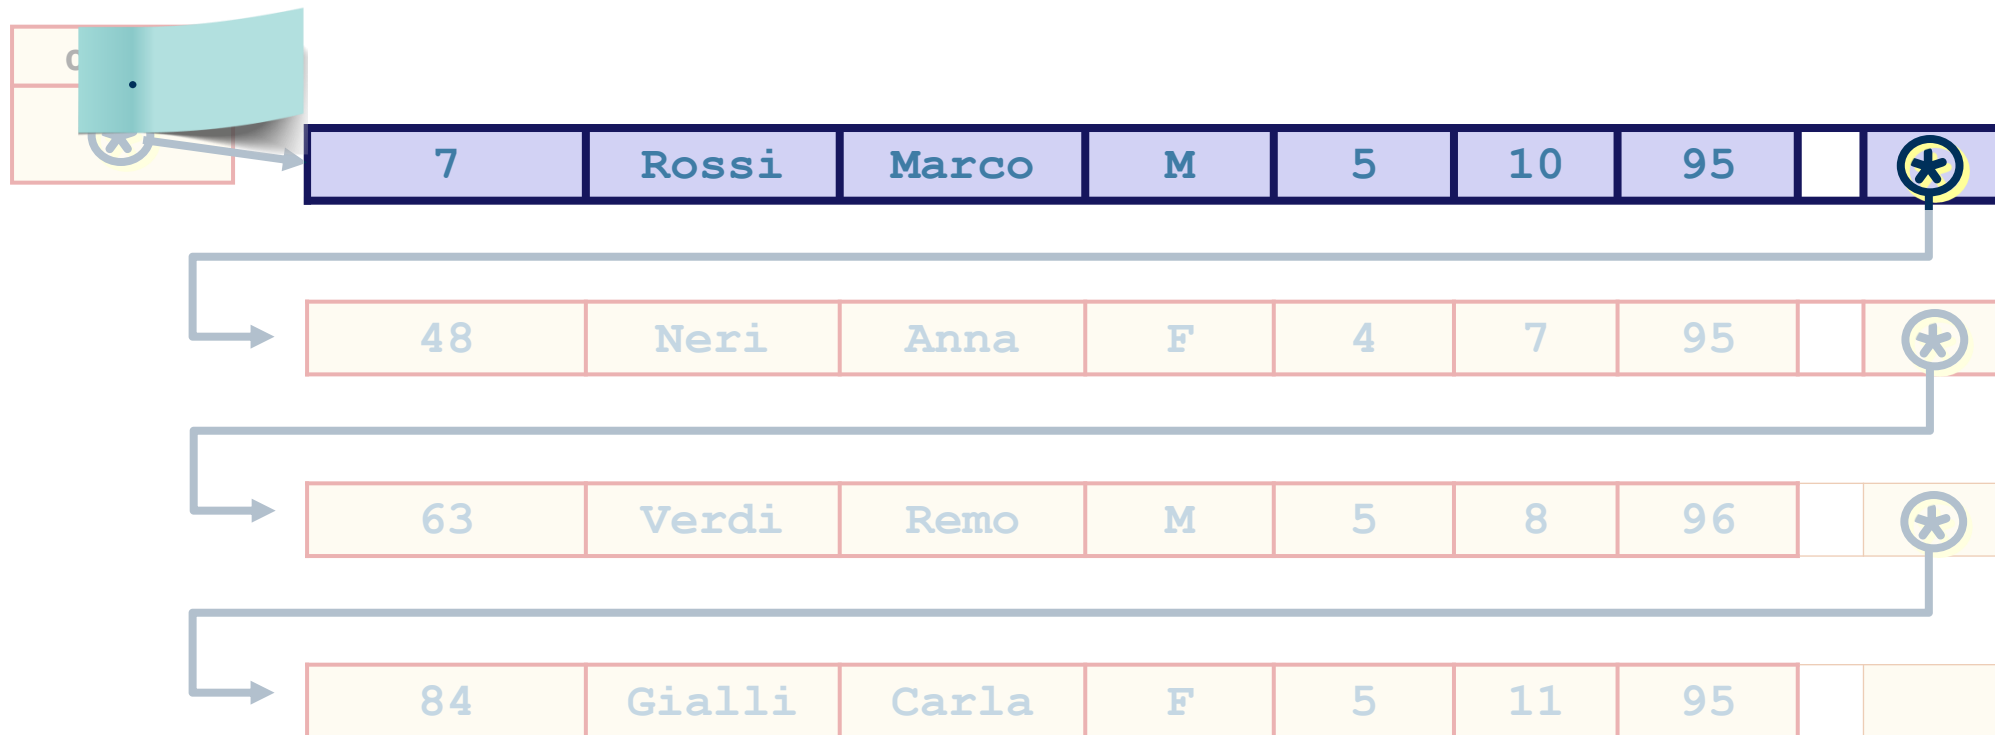 7 Rossi Marco M 5 10 95 *
48 Neri Anna F 4 7 95 *
63 Verdi Remo M 5 8 96 *
84 Gialli Carla F 5 11 95